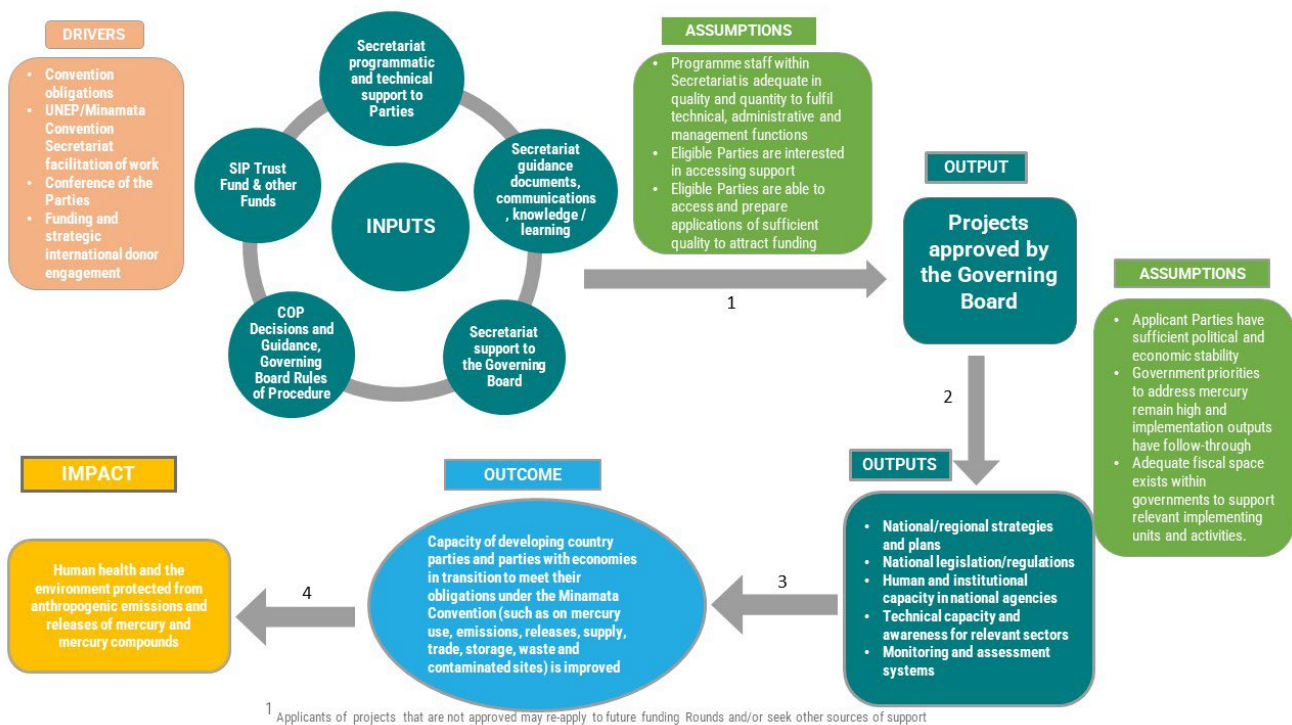 DRIVERS
• Convention
obligations
• UNEP/Minamata
Convention
Secretariat
facilitation of work
• Conference of the
Parties
• Funding and
strategic
international donor
engagement
Secretariat
programmatic
and technical
support to
Parties
SIP Trust
Fund & other
Funds
INPUTS
Secretariat
guidance
documents,
communications
, knowledge /
learning
COP
Decisions and
Guidance,
Governing
Board Rules
of Procedure
Secretariat
support to
the Governing
Board
ASSUMPTIONS
• Programme staff within
Secretariat is adequate in
quality and quantity to fulfil
technical, administrative and
management functions
• Eligible Parties are interested
in accessing support
• Eligible Parties are able to
access and prepare
applications of sufficient
quality to attract funding
1
OUTPUT
Projects
approved by
the Governing
Board
ASSUMPTIONS
• Applicant Parties have
sufficient political and
economic stability
• Government priorities
to address mercury
remain high and
implementation outputs
have follow-through
• Adequate fiscal space
exists within
governments to support
relevant implementing
units and activities.
2
OUTPUTS
• National/regional strategies
and plans
• National legislation/regulations
• Human and institutional
capacity in national agencies
• Technical capacity and
awareness for relevant sectors
• Monitoring and assessment
systems
3
OUTCOME
Capacity of developing country
parties and parties with economies
in transition to meet their
obligations under the Minamata
Convention (such as on mercury
use, emissions, releases, supply,
trade, storage, waste and
contaminated sites) is improved
4
IMPACT
Human health and the
environment protected from
anthropogenic emissions and
releases of mercury and
mercury compounds
1 Applicants of projects that are not approved may re-apply to future funding Rounds and/or seek other sources of support